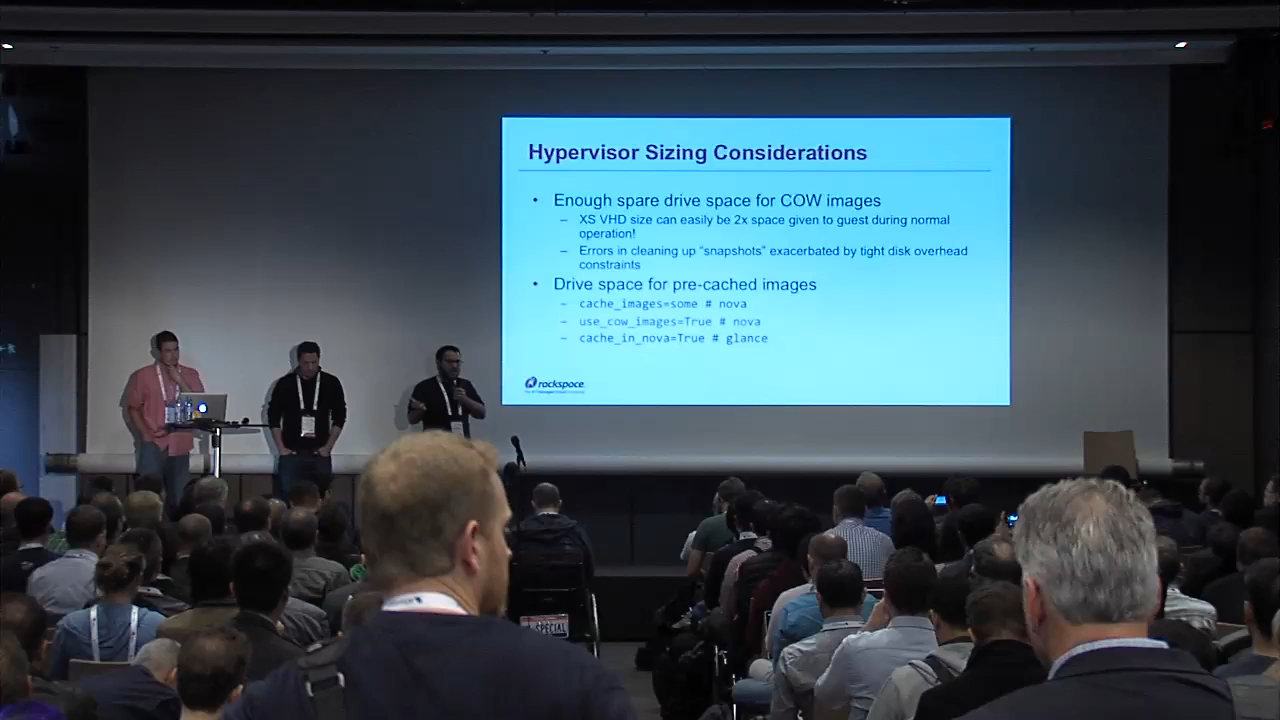 Hypervisor Sizing Considerations
• Enough spare drive space for COW images
– XS VHD size can easily be 2x space given to guest during normal
operation!
– Errors in cleaning up “snapshots” exacerbated by tight disk overhead
constraints
• Drive space for pre-cached images
– cache_images=some # nova
– use_cow_images=True # nova
– cache_in_nova=True # glance
rockspace
SPECIAL